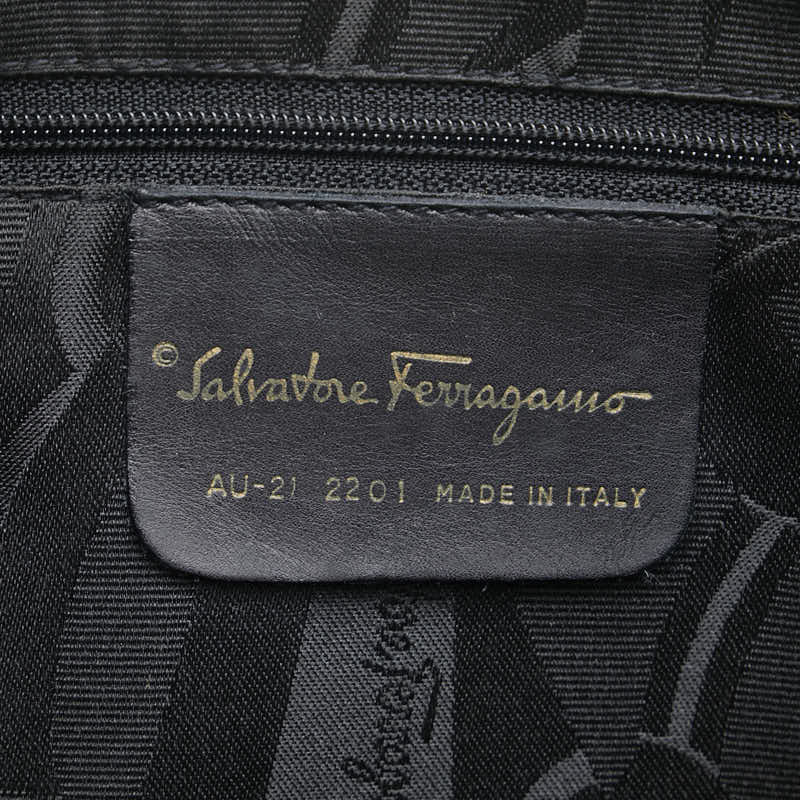 © Salvatore Ferragamo
AU-21 2201 MADE IN ITALY